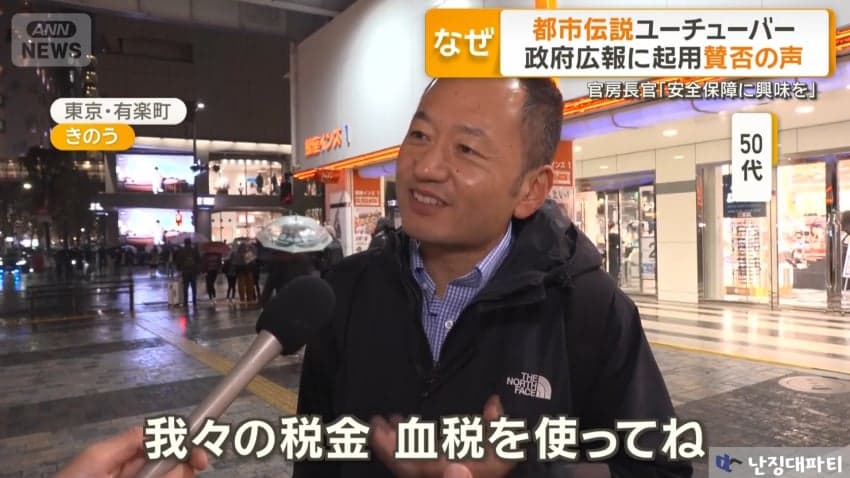 ANN
NEWS
なぜ
都市伝説ユーチューバー
政府広報に起用賛否の声
官房長官「安全保障に興味を」
東京・有楽町
きのう
50代
THE
NORTH
FACE
我々の税金 血税を使ってね
난징대파티